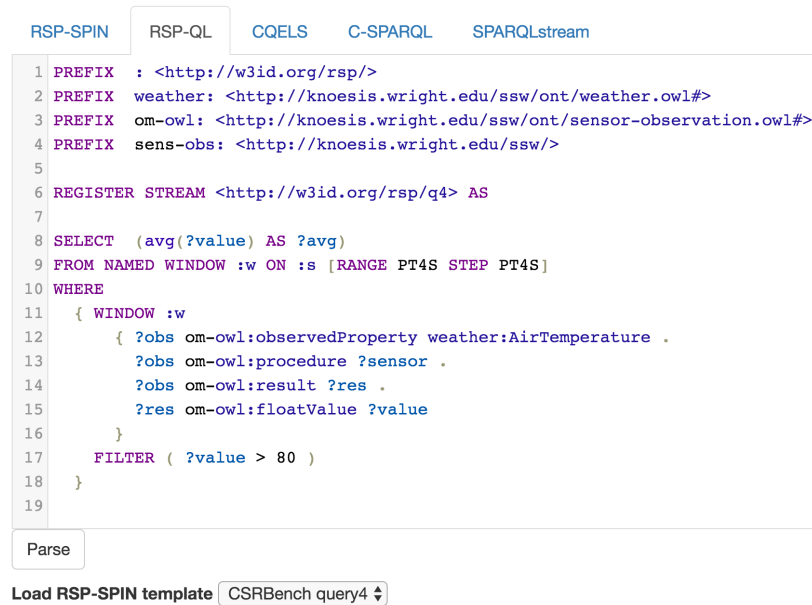 RSP-SPIN RSP-QL CQELS C-SPARQL SPARQLstream
1 PREFIX : <http://w3id.org/rsp/>
2 PREFIX weather: <http://knoesis.wright.edu/ssw/ont/weather.owl#>
3 PREFIX om-owl: <http://knoesis.wright.edu/ssw/ont/sensor-observation.owl#>
4 PREFIX sens-obs: <http://knoesis.wright.edu/ssw/>
5
6 REGISTER STREAM <http://w3id.org/rsp/q4> AS
7
8 SELECT (avg(?value) AS ?avg)
9 FROM NAMED WINDOW :w ON :s [RANGE PT4S STEP PT4S]
10 WHERE
11 { WINDOW :w
12 { ?obs om-owl:observedProperty weather:AirTemperature .
13 ?obs om-owl:procedure ?sensor .
14 ?obs om-owl:result ?res .
15 ?res om-owl:floatValue ?value
16 }
17 FILTER ( ?value > 80 )
18 }
19
Parse
Load RSP-SPIN template CSRBench query4